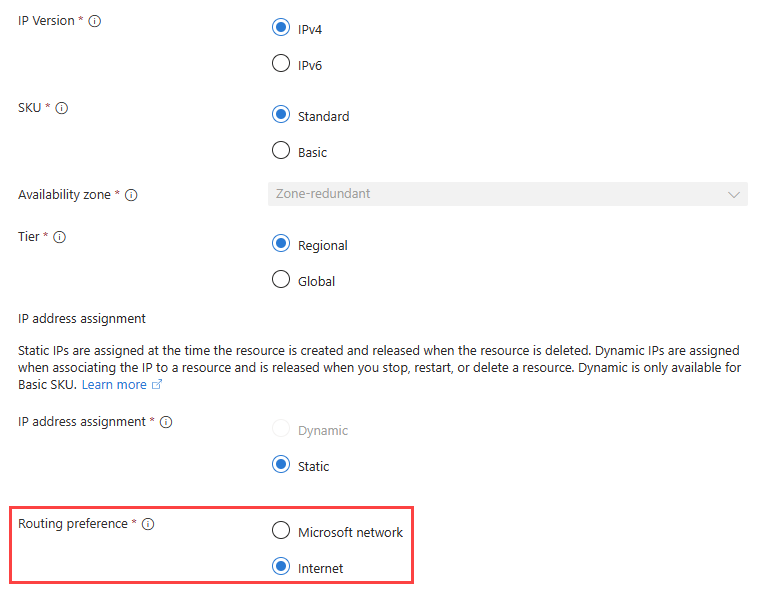 IP Version * 
IPv4
IPv6
SKU * 
Standard
Basic
Availability zone * 
Zone-redundant
Tier * 
Regional
Global
IP address assignment
Static IPs are assigned at the time the resource is created and released when the resource is deleted. Dynamic IPs are assigned
when associating the IP to a resource and is released when you stop, restart, or delete a resource. Dynamic is only available for
Basic SKU. Learn more
IP address assignment * 
Dynamic
Static
Routing preference * 
Microsoft network
Internet